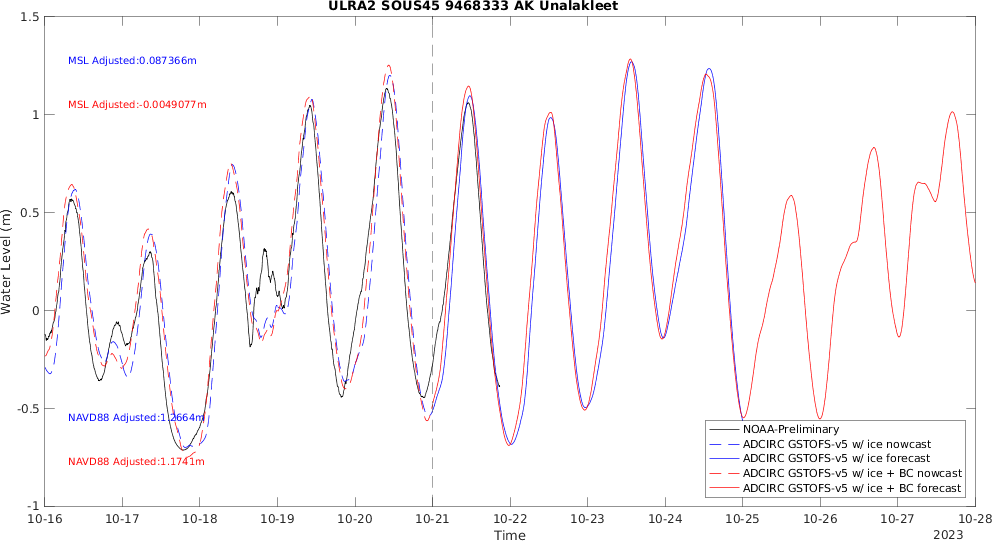 ULRA2 SOUS45 9468333 AK Unalakleet
1.5
1
0.5
0
-0.5
-1
Water Level (m)
MSL Adjusted:0.087366m
MSL Adjusted:-0.0049077m
NAVD88 Adjusted:1.2664m
NAVD88 Adjusted:1.1741m
NOAA-Preliminary
ADCIRC GSTOFS-v5 w/ ice nowcast
ADCIRC GSTOFS-v5 w/ ice forecast
ADCIRC GSTOFS-v5 w/ ice + BC nowcast
ADCIRC GSTOFS-v5 w/ ice + BC forecast
10-16 10-17 10-18 10-19 10-20 10-21 10-22 10-23 10-24 10-25 10-26 10-27 10-28
Time
2023